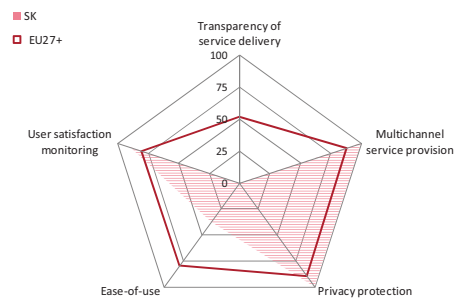 SK
EU27+
Transparency of
service delivery
100
75
50
25
0
User satisfaction
monitoring
Multichannel
service provision
Ease-of-use
Privacy protection